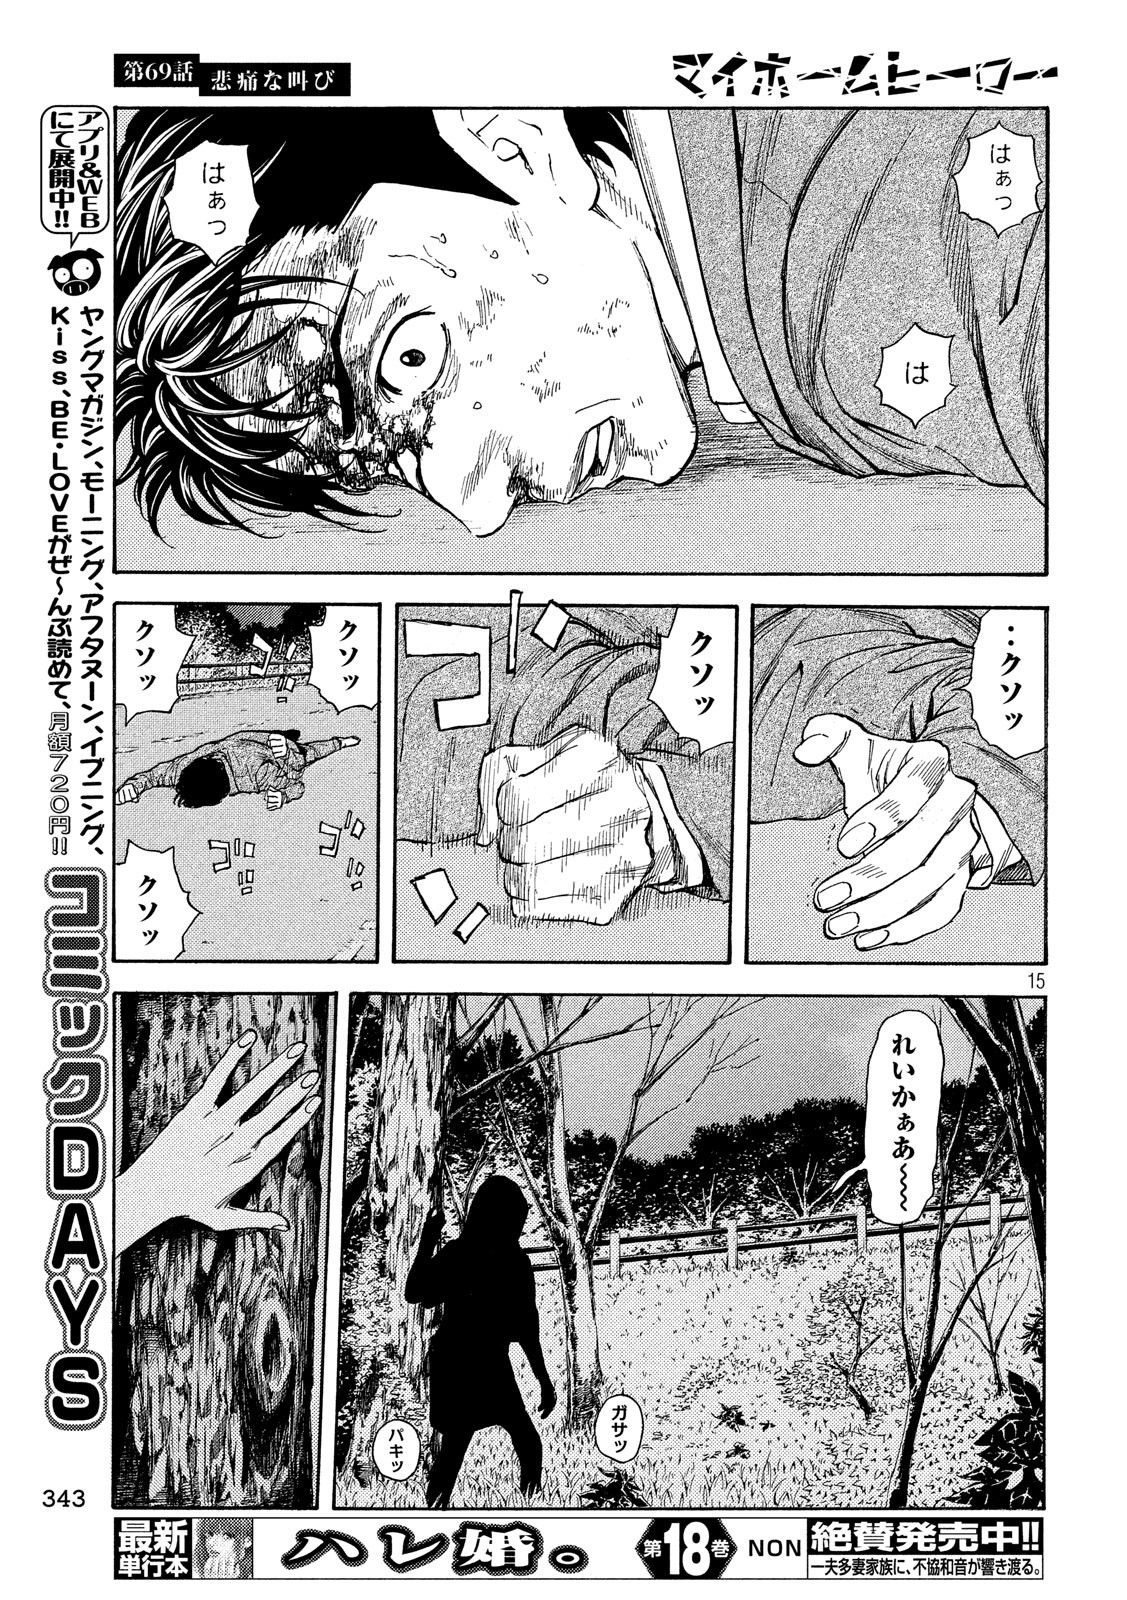 第69話
悲痛な叫び
マイホームヒーロー
アプリ&WEB
にて展開中!!
ヤングマガジン、モーニング、アフタヌーン、イブニング、
Kiss、BE・LOVEがぜ〜んぶ読めて、月額720円!!
コミックDAYS
はぁっ
は
はぁっ
‥クソッ
クソッ
ゴッ
クソッ
クソッ
クソッ
ゴッ
ゴッ
ゴッ
15
れいかぁあ〜〜〜
ガサッ
パキッ
343
最新
単行本
ハレ婚。
第18巻
NON
絶賛発売中!!
一夫多妻家族に、不協和音が響き渡る。